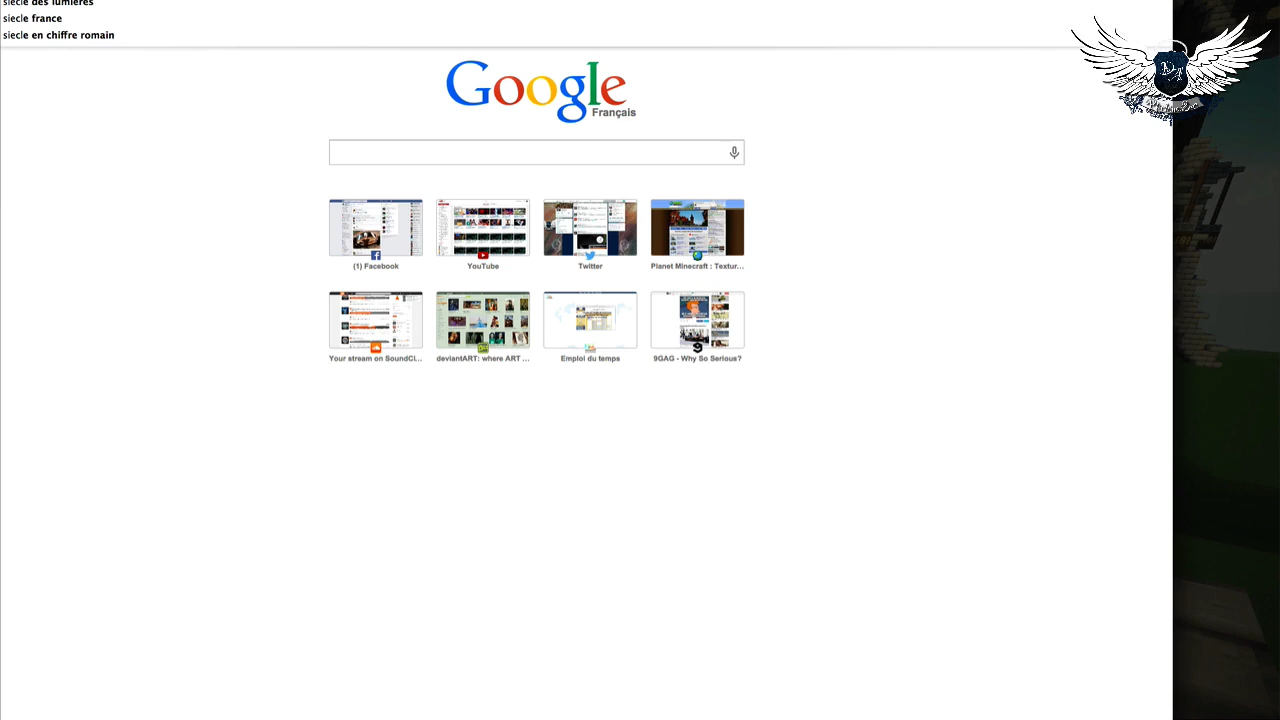 siecle des lumieres
siecle france
siecle en chiffre romain
Google
Français
(1) Facebook
YouTube
Twitter
Planet Minecraft : Textur...
Your stream on SoundCl...
deviantART: where ART ...
Emploi du temps
9GAG - Why So Serious?